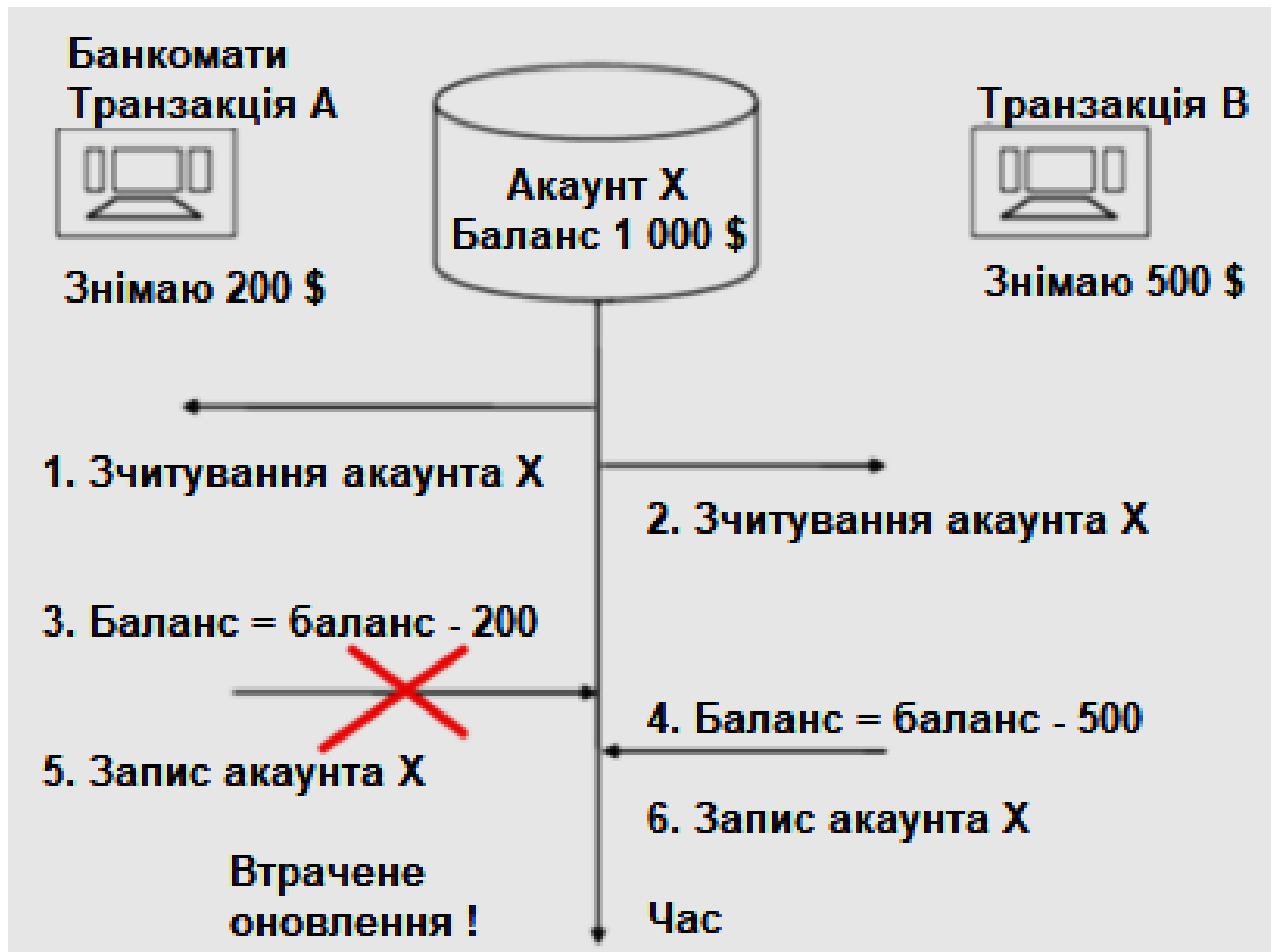 Банкомати
Транзакція А
Транзакція В
Акаунт Х
Баланс 1 000 $
Знімаю 200 $
Знімаю 500 $
1. Зчитування акаунта Х
2. Зчитування акаунта Х
3. Баланс = баланс - 200
4. Баланс = баланс - 500
5. Запис акаунта Х
6. Запис акаунта Х
Втрачене
оновлення !
Час